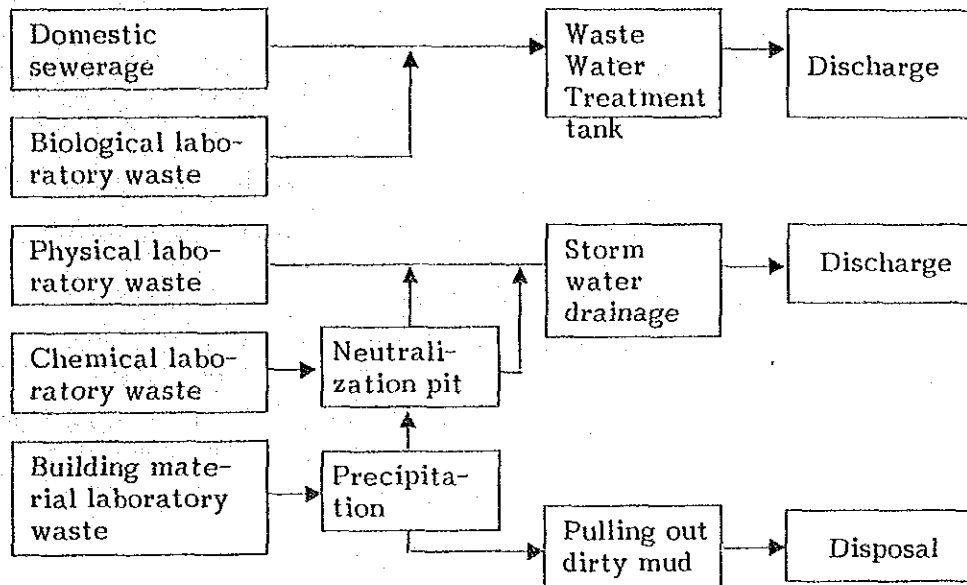 Domestic
sewerage
Waste
Water
Treatment
tank
Discharge
Biological labo-
ratory waste
Physical labo-
ratory waste
Storm
water
drainage
Discharge
Chemical labo-
ratory waste
Neutrali-
zation pit
Building mate-
rial laboratory
waste
Precipita-
tion
Pulling out
dirty mud
Disposal